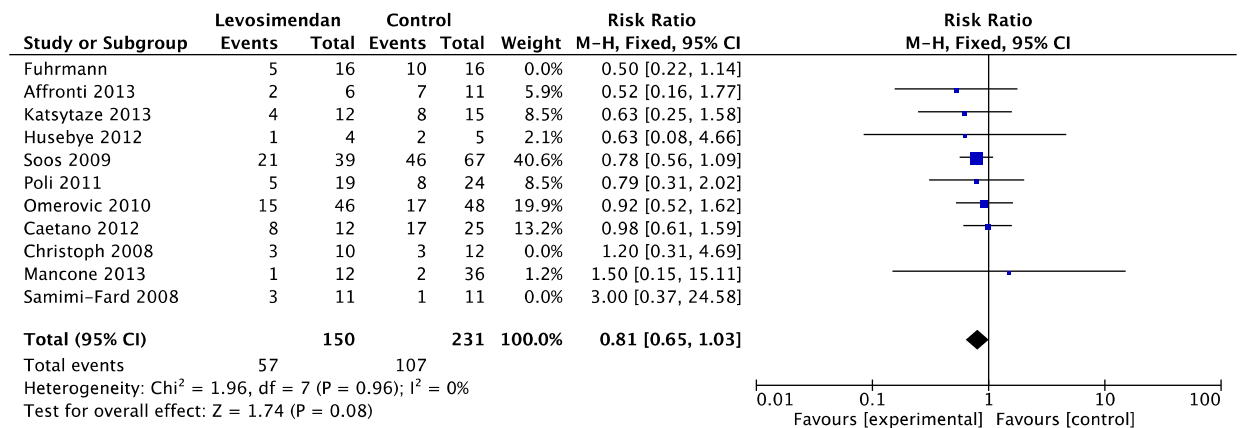 Levosimendan Control Risk Ratio Risk Ratio
Study or Subgroup Events Total Events Total Weight M-H, Fixed, 95% CI M-H, Fixed, 95% CI
Fuhrmann 5 16 10 16 0.0% 0.50 [0.22, 1.14]
Affronti 2013 2 6 7 11 5.9% 0.52 [0.16, 1.77]
Katsytaze 2013 4 12 8 15 8.5% 0.63 [0.25, 1.58]
Husebye 2012 1 4 2 5 2.1% 0.63 [0.08, 4.66]
Soos 2009 21 39 46 67 40.6% 0.78 [0.56, 1.09]
Poli 2011 5 19 8 24 8.5% 0.79 [0.31, 2.02]
Omerovic 2010 15 46 17 48 19.9% 0.92 [0.52, 1.62]
Caetano 2012 8 12 17 25 13.2% 0.98 [0.61, 1.59]
Christoph 2008 3 10 3 12 0.0% 1.20 [0.31, 4.69]
Mancone 2013 1 12 2 36 1.2% 1.50 [0.15, 15.11]
Samimi-Fard 2008 3 11 1 11 0.0% 3.00 [0.37, 24.58]
Total (95% CI) 150 231 100.0% 0.81 [0.65, 1.03]
Total events 57 107
Heterogeneity: Chi² = 1.96, df = 7 (P = 0.96); I² = 0%
Test for overall effect: Z = 1.74 (P = 0.08)
0.01 0.1 1 10 100
Favours [experimental] Favours [control]